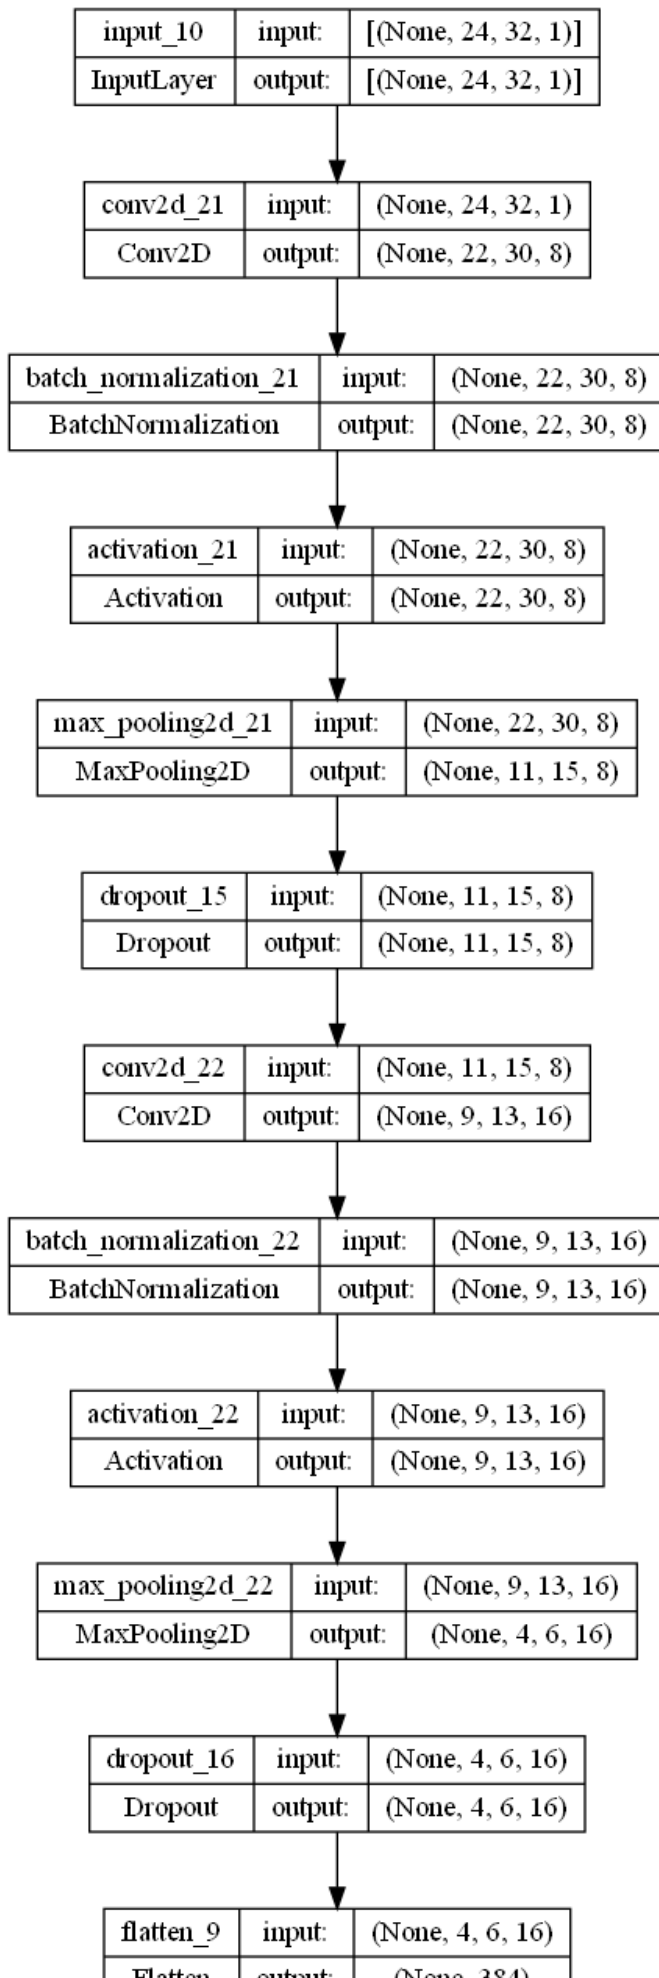 input_10 input: [(None, 24, 32, 1)]
InputLayer output: [(None, 24, 32, 1)]
conv2d_21 input: (None, 24, 32, 1)
Conv2D output: (None, 22, 30, 8)
batch_normalization_21 input: (None, 22, 30, 8)
BatchNormalization output: (None, 22, 30, 8)
activation_21 input: (None, 22, 30, 8)
Activation output: (None, 22, 30, 8)
max_pooling2d_21 input: (None, 22, 30, 8)
MaxPooling2D output: (None, 11, 15, 8)
dropout_15 input: (None, 11, 15, 8)
Dropout output: (None, 11, 15, 8)
conv2d_22 input: (None, 11, 15, 8)
Conv2D output: (None, 9, 13, 16)
batch_normalization_22 input: (None, 9, 13, 16)
BatchNormalization output: (None, 9, 13, 16)
activation_22 input: (None, 9, 13, 16)
Activation output: (None, 9, 13, 16)
max_pooling2d_22 input: (None, 9, 13, 16)
MaxPooling2D output: (None, 4, 6, 16)
dropout_16 input: (None, 4, 6, 16)
Dropout output: (None, 4, 6, 16)
flatten_9 input: (None, 4, 6, 16)
Flatten output: (None, 384)